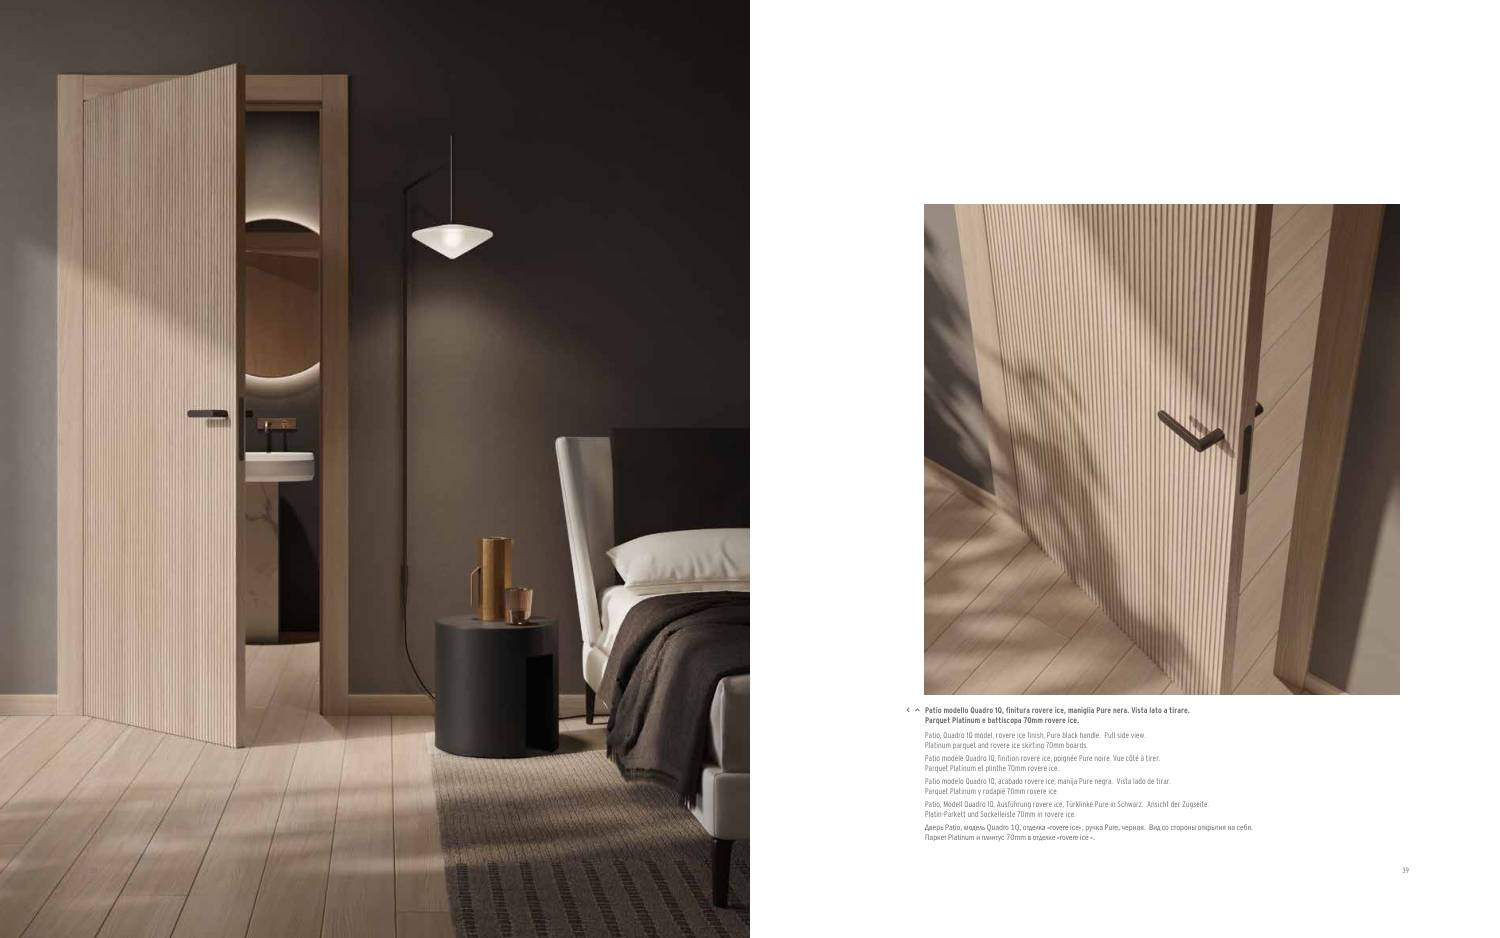 Patio modello Quadro 1Q, finitura rovere ice, maniglia Pure nera. Vista lato a tirare.
Parquet Platinum e battiscopa 70mm rovere ice.
Patio, Quadro 1Q model, rovere ice finish, Pure black handle. Pull side view.
Platinum parquet and rovere ice skirting 70mm boards.
Patio modèle Quadro 1Q, finition rovere ice, poignée Pure noire. Vue côté à tirer.
Parquet Platinum et plinthe 70mm rovere ice.
Patio modelo Quadro 1Q, acabado rovere ice, manija Pure negra. Vista lado de tirar.
Parquet Platinum y rodapié 70mm rovere ice.
Patio, Modell Quadro 1Q, Ausführung rovere ice, Türklinke Pure in Schwarz. Ansicht der Zugseite.
Platin-Parkett und Sockelleiste 70mm in rovere ice.
Дверь Patio, модель Quadro 1Q, отделка «rovere ice», ручка Pure, черная. Вид со стороны открытия на себя.
Паркет Platinum и плинтус 70mm в отделке «rovere ice ».
39